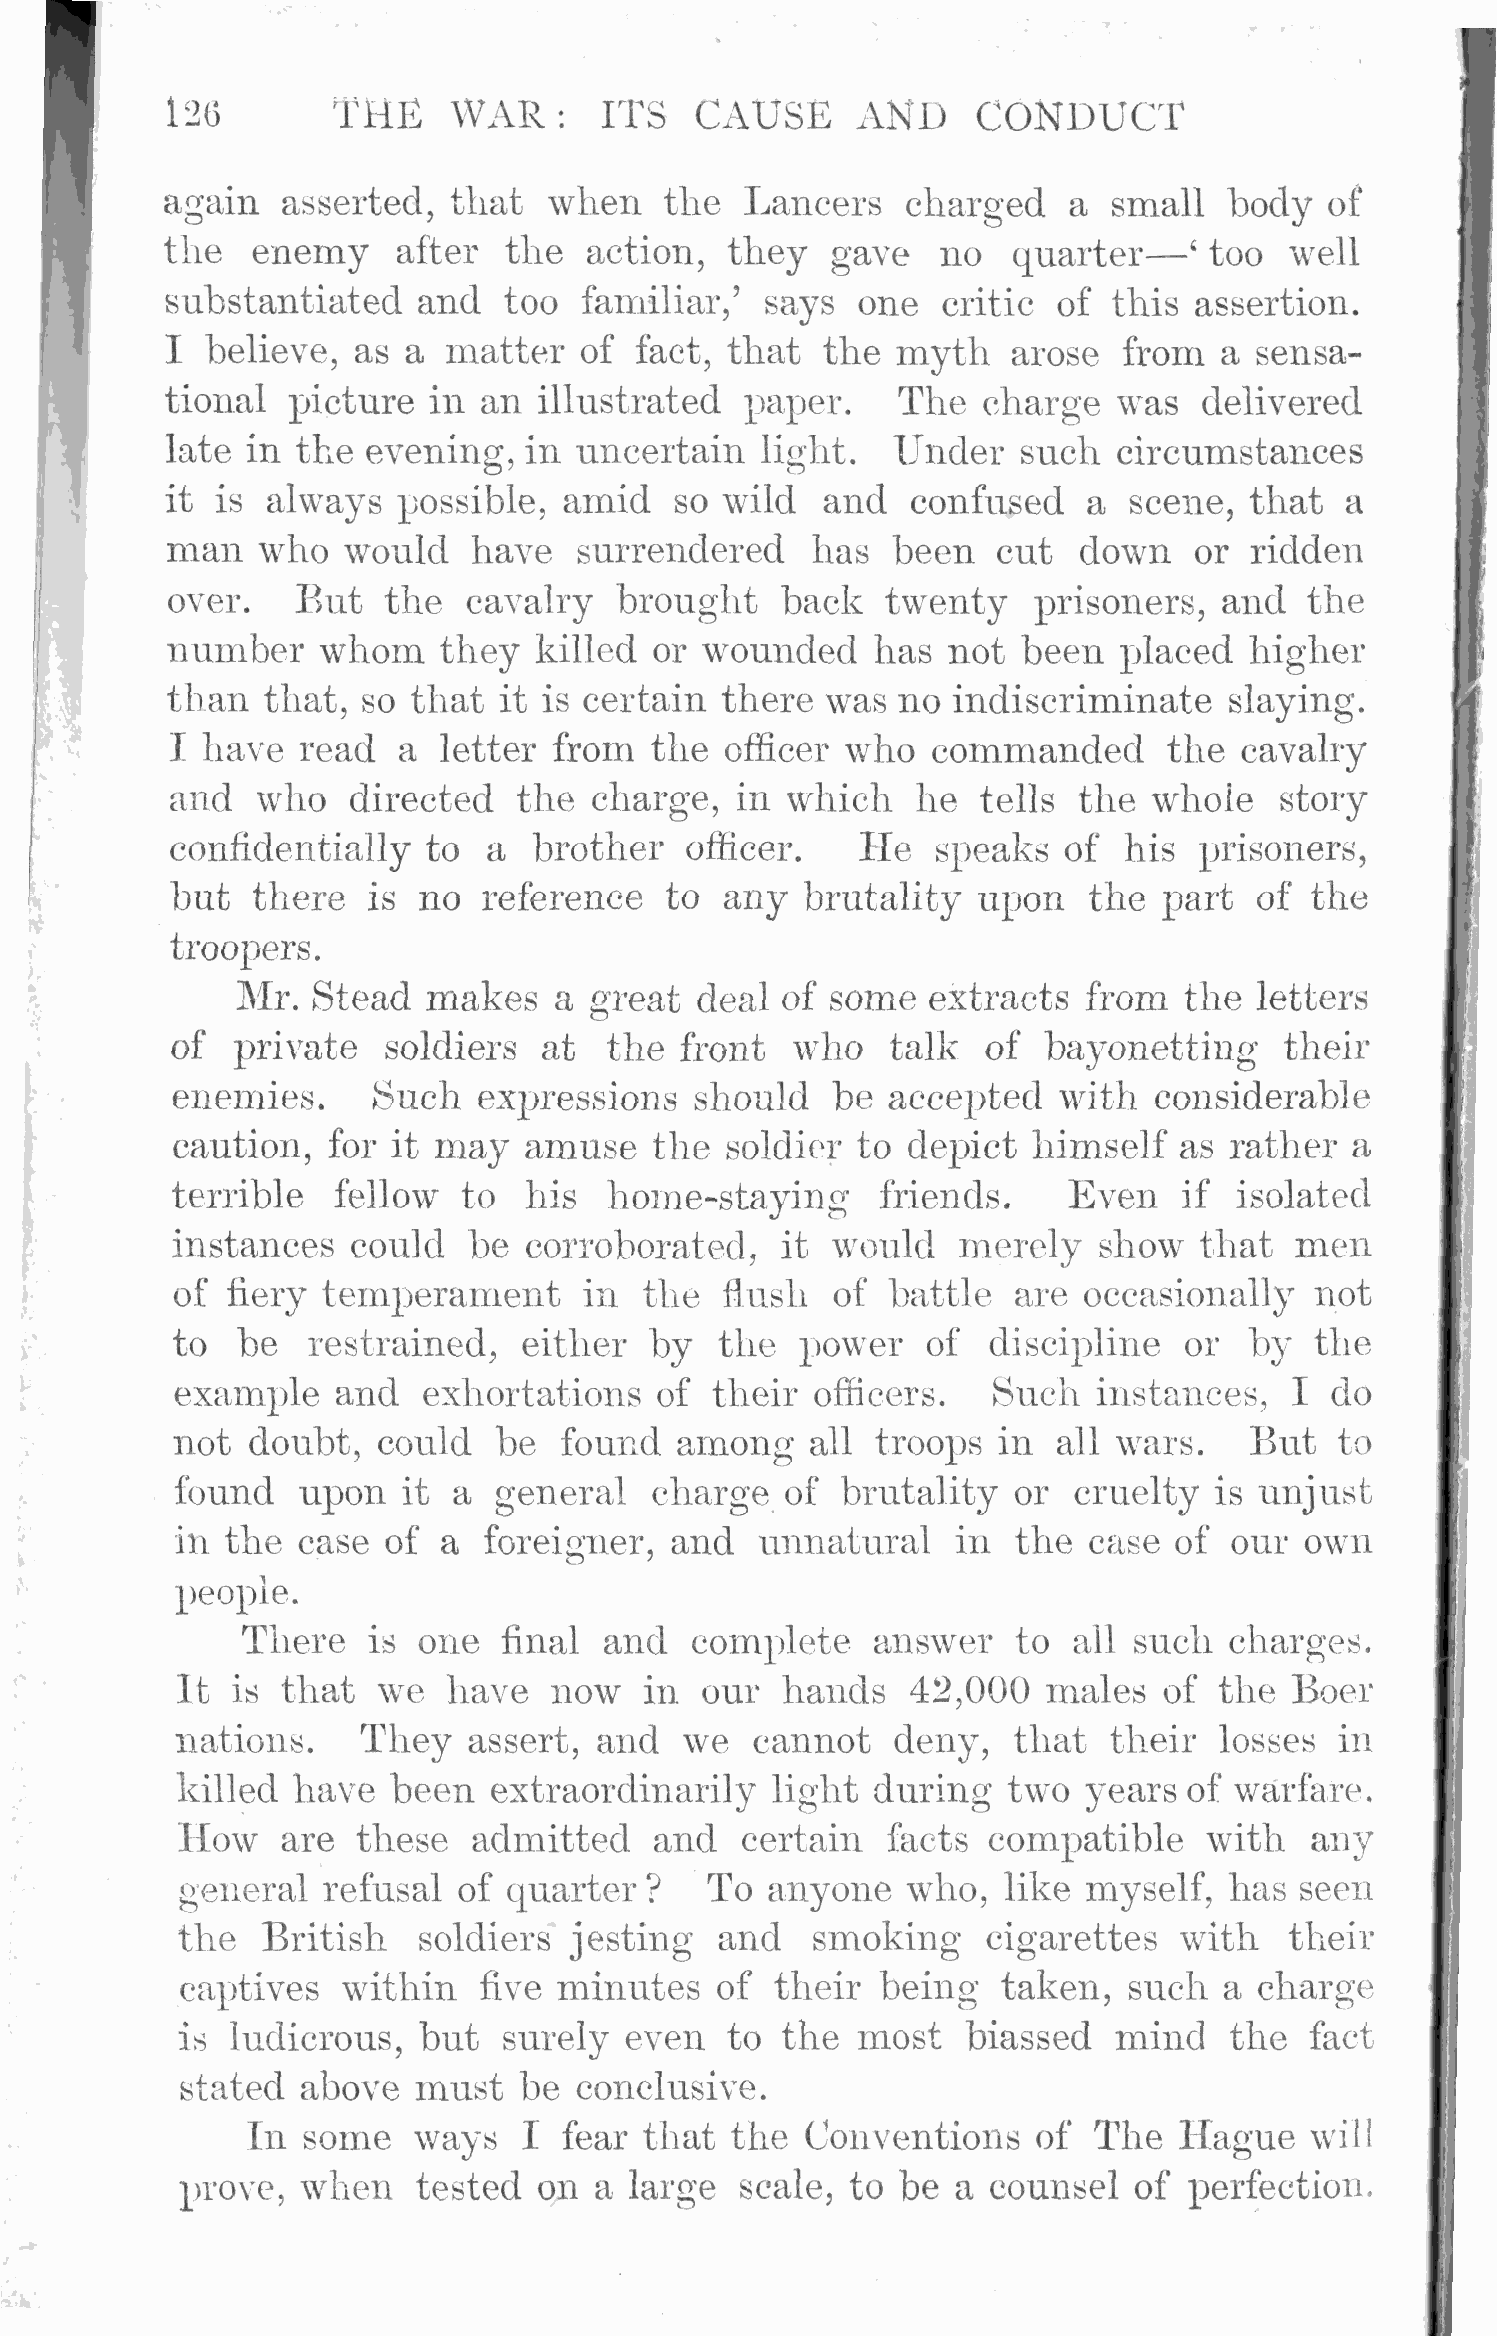 126 THE WAR: ITS CAUSE AND CONDUCT
again asserted, that when the Lancers charged a small body of
the enemy after the action, they gave no quarter—‘ too well
substantiated and too familiar,’ says one critic of this assertion.
I believe, as a matter of fact, that the myth arose from a sensa-
tional picture in an illustrated paper. The charge was delivered
late in the evening, in uncertain light. Under such circumstances
it is always possible, amid so wild and confused a scene, that a
man who would have surrendered has been cut down or ridden
over. But the cavalry brought back twenty prisoners, and the
number whom they killed or wounded has not been placed higher
than that, so that it is certain there was no indiscriminate slaying.
I have read a letter from the officer who commanded the cavalry
and who directed the charge, in which he tells the whole story
confidentially to a brother officer. He speaks of his prisoners,
but there is no reference to any brutality upon the part of the
troopers.
Mr. Stead makes a great deal of some extracts from the letters
of private soldiers at the front who talk of bayonetting their
enemies. Such expressions should be accepted with considerable
caution, for it may amuse the soldier to depict himself as rather a
terrible fellow to his home-staying friends. Even if isolated
instances could be corroborated, it would merely show that men
of fiery temperament in the flush of battle are occasionally not
to be restrained, either by the power of discipline or by the
example and exhortations of their officers. Such instances, I do
not doubt, could be found among all troops in all wars. But to
found upon it a general charge of brutality or cruelty is unjust
in the case of a foreigner, and unnatural in the case of our own
people.
There is one final and complete answer to all such charges.
It is that we have now in our hands 42,000 males of the Boer
nations. They assert, and we cannot deny, that their losses in
killed have been extraordinarily light during two years of warfare.
How are these admitted and certain facts compatible with any
general refusal of quarter? To anyone who, like myself, has seen
the British soldiers jesting and smoking cigarettes with their
captives within five minutes of their being taken, such a charge
is ludicrous, but surely even to the most biassed mind the fact
stated above must be conclusive.
In some ways I fear that the Conventions of The Hague will
prove, when tested on a large scale, to be a counsel of perfection.